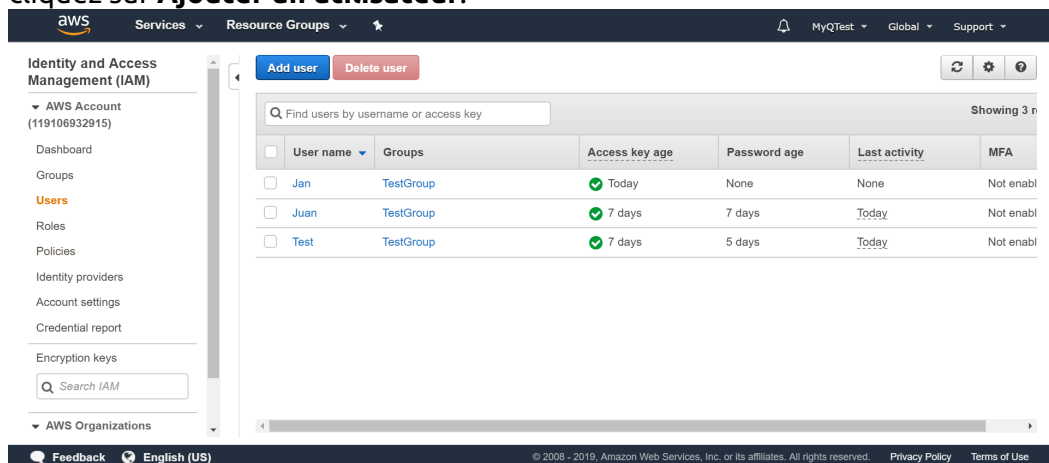 cliquez sur Ajouter un utilisateur.
aws Services Resource Groups MyQTest Global Support
Identity and Access
Management (IAM)
Add user Delete user
AWS Account
(119106932915)
Find users by username or access key
Showing 3 r
Dashboard
User name Groups Access key age Password age Last activity MFA
Groups
Jan TestGroup Today None None Not enabl
Users
Juan TestGroup 7 days 7 days Today Not enabl
Roles
Test TestGroup 7 days 5 days Today Not enabl
Policies
Identity providers
Account settings
Credential report
Encryption keys
Search IAM
AWS Organizations
Feedback English (US) © 2008 - 2019, Amazon Web Services, Inc. or its affiliates. All rights reserved. Privacy Policy Terms of Use